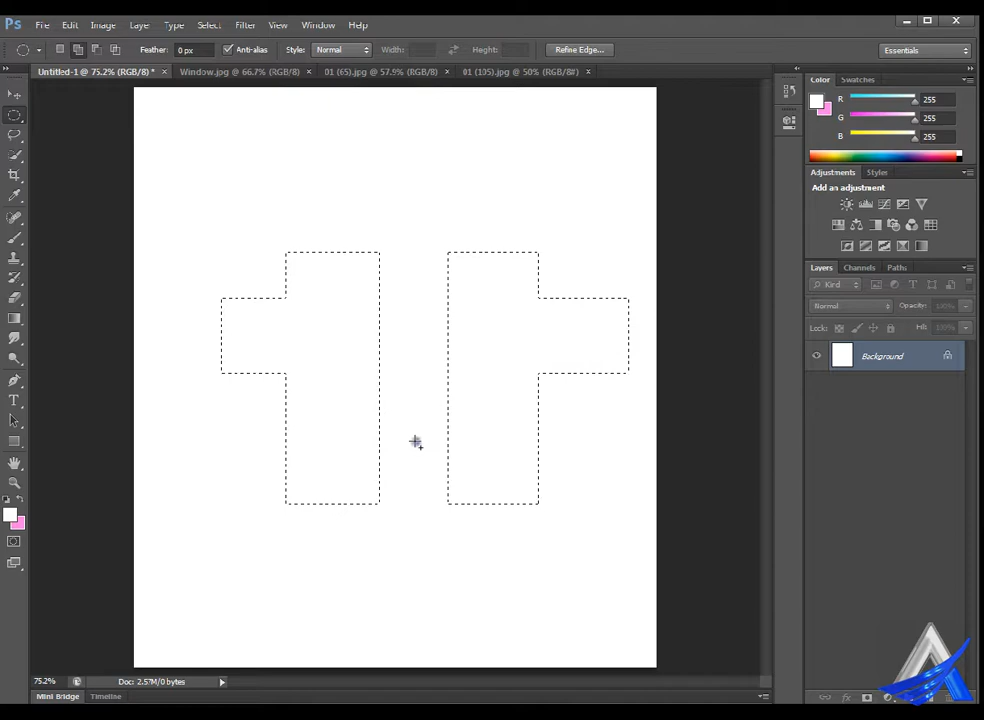 Ps File Edit Image Layer Type Select Filter View Window Help
Feather: 0 px Anti-alias Style: Normal Width: Height: Refine Edge... Essentials
Untitled-1 @ 75.2% (RGB/8) * × Window.jpg @ 66.7% (RGB/8) × 01 (65).jpg @ 57.9% (RGB/8) × 01 (195).jpg @ 50% (RGB/8#) ×
Color Swatches
R 255
G 255
B 255
Adjustments Styles
Add an adjustment
Layers Channels Paths
Kind
Normal Opacity: 100%
Lock: Fill: 100%
Background
T
75.2% Doc: 2.57M/0 bytes
Mini Bridge Timeline
fx